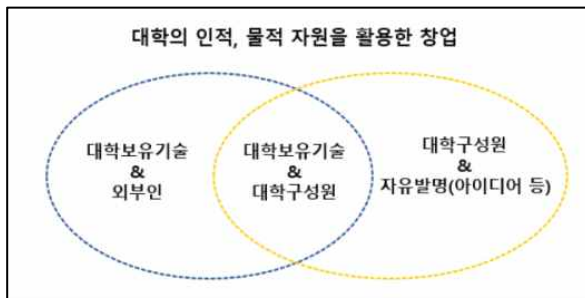 대학의 인적, 물적 자원을 활용한 창업
대학보유기술
&
외부인
대학보유기술
&
대학구성원
대학구성원
&
자유발명(아이디어 등)